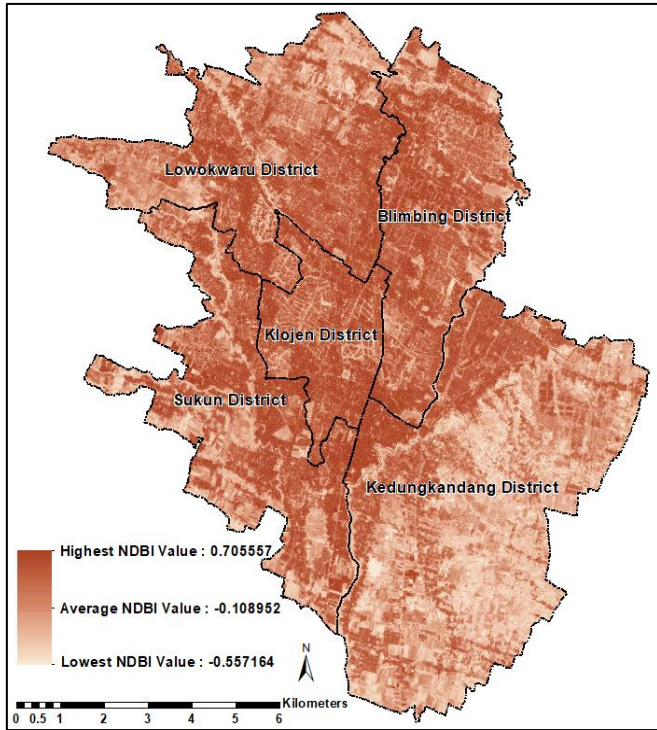 Lowokwaru District
Blimbing District
Klojen District
Sukun District
Kedungkandang District
Highest NDBI Value : 0.705557
Average NDBI Value : -0.108952
Lowest NDBI Value : -0.557164
N
Kilometers
0 0.5 1 2 3 4 5 6